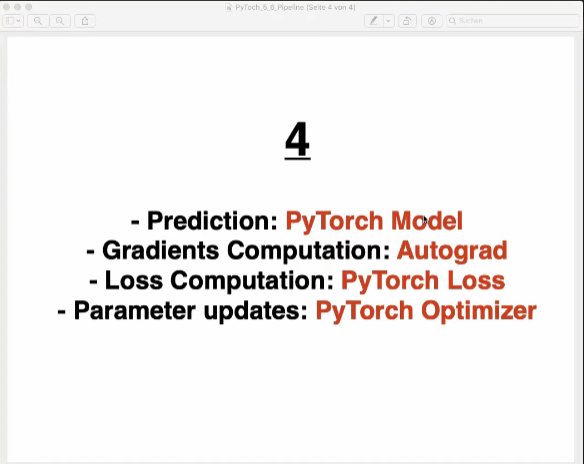 PyToch_5_6_Pipeline (Seite 4 von 4)
Suchen
4
- Prediction: PyTorch Model
- Gradients Computation: Autograd
- Loss Computation: PyTorch Loss
- Parameter updates: PyTorch Optimizer